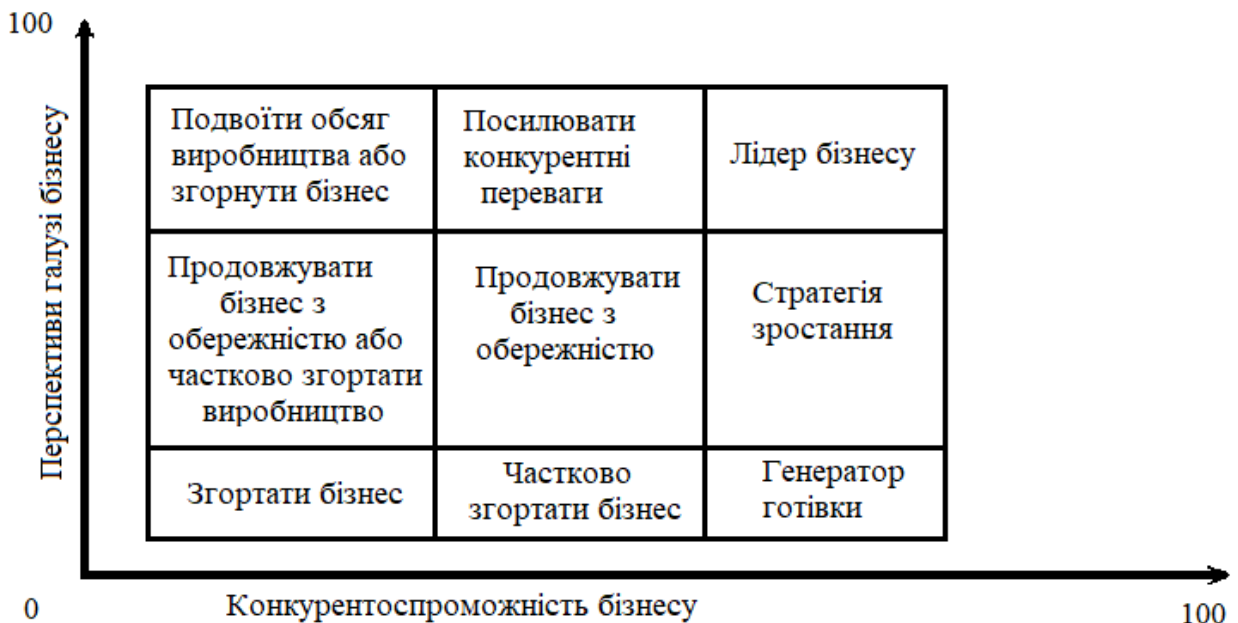 100
Перспективи галузі бізнесу
Подвоїти обсяг
виробництва або
згорнути бізнес
Посилювати
конкурентні
переваги
Лідер бізнесу
Продовжувати
бізнес з
обережністю або
частково згортати
виробництво
Продовжувати
бізнес з
обережністю
Стратегія
зростання
Згортати бізнес
Частково
згортати бізнес
Генератор
готівки
0
Конкурентоспроможність бізнесу
100